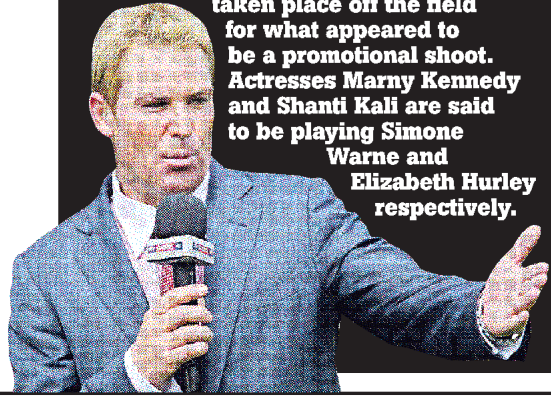 taken place off the field
for what appeared to
be a promotional shoot.
Actresses Marny Kennedy
and Shanti Kali are said
to be playing Simone
Warne and
Elizabeth Hurley
respectively.